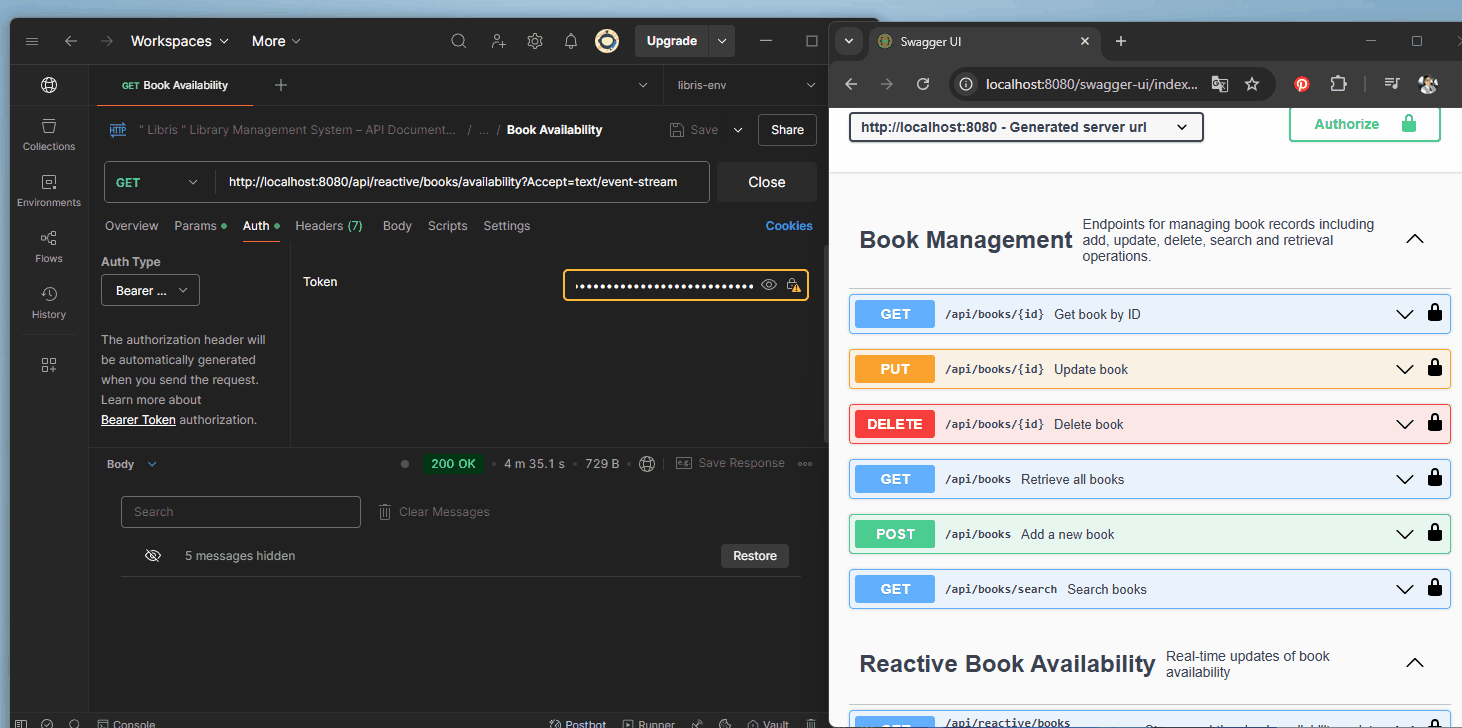 Workspaces
More
Upgrade
GET Book Availability
libris-env
HTTP
" Libris " Library Management System – API Document... / ... / Book Availability
Save
Share
GET
http://localhost:8080/api/reactive/books/availability?Accept=text/event-stream
Close
Overview
Params
Auth
Headers (7)
Body
Scripts
Settings
Cookies
Collections
Environments
Flows
History
Auth Type
Bearer ...
The authorization header will
be automatically generated
when you send the request.
Learn more about
Bearer Token authorization.
Token
Body
200 OK
4 m 35.1 s
729 B
e.g.
Save Response
Search
Clear Messages
5 messages hidden
Restore
Console
Postbot
Runner
Vault
Swagger UI
localhost:8080/swagger-ui/index...
http://localhost:8080 - Generated server url
Authorize
Book Management
Endpoints for managing book records including
add, update, delete, search and retrieval
operations.
GET /api/books/{id} Get book by ID
PUT /api/books/{id} Update book
DELETE /api/books/{id} Delete book
GET /api/books Retrieve all books
POST /api/books Add a new book
GET /api/books/search Search books
Reactive Book Availability
Real-time updates of book
availability
/api/reactive/books